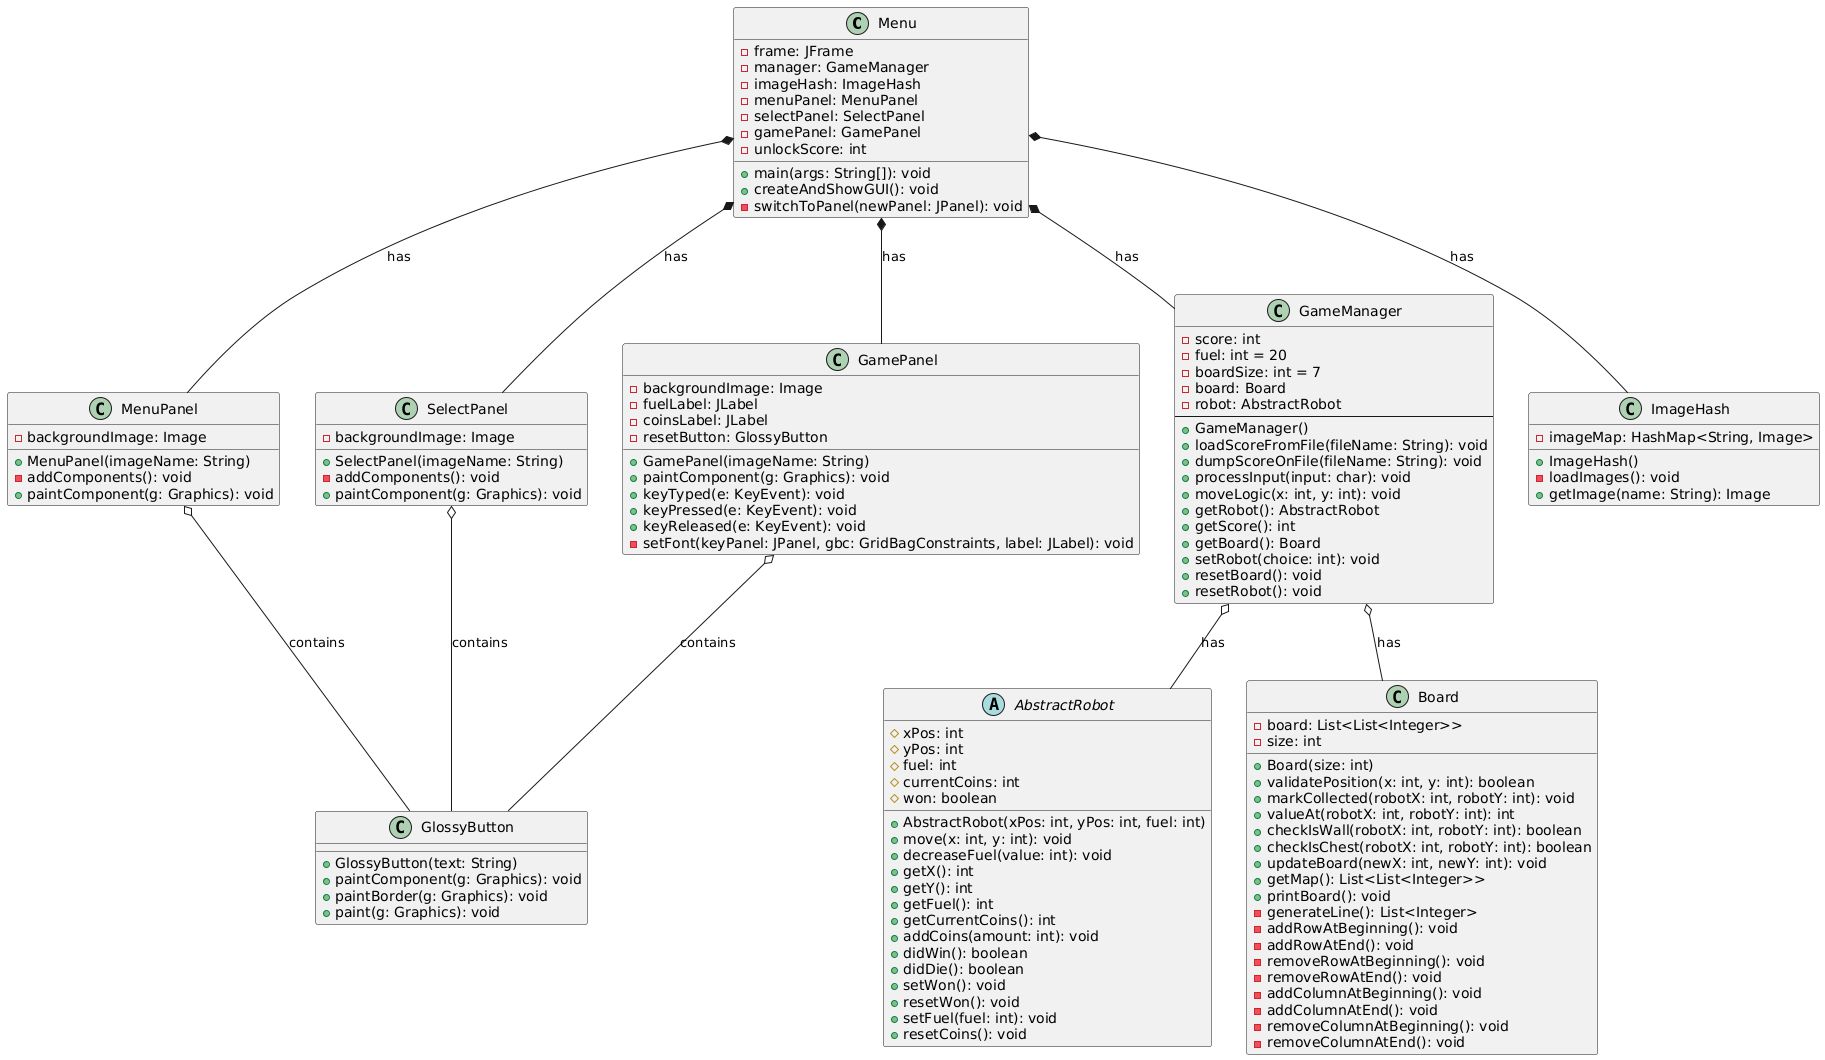 C Menu
frame: JFrame
manager: GameManager
imageHash: ImageHash
menuPanel: MenuPanel
selectPanel: SelectPanel
gamePanel: GamePanel
unlockScore: int
main(args: String[]): void
createAndShowGUI(): void
switchToPanel(newPanel: JPanel): void
has
has
has
has
has
C MenuPanel
backgroundImage: Image
MenuPanel(imageName: String)
addComponents(): void
paintComponent(g: Graphics): void
C SelectPanel
backgroundImage: Image
SelectPanel(imageName: String)
addComponents(): void
paintComponent(g: Graphics): void
C GamePanel
backgroundImage: Image
fuelLabel: JLabel
coinsLabel: JLabel
resetButton: GlossyButton
GamePanel(imageName: String)
paintComponent(g: Graphics): void
keyTyped(e: KeyEvent): void
keyPressed(e: KeyEvent): void
keyReleased(e: KeyEvent): void
setFont(keyPanel: JPanel, gbc: GridBagConstraints, label: JLabel): void
C GameManager
score: int
fuel: int = 20
boardSize: int = 7
board: Board
robot: AbstractRobot
GameManager()
loadScoreFromFile(fileName: String): void
dumpScoreOnFile(fileName: String): void
processInput(input: char): void
moveLogic(x: int, y: int): void
getRobot(): AbstractRobot
getScore(): int
getBoard(): Board
setRobot(choice: int): void
resetBoard(): void
resetRobot(): void
C ImageHash
imageMap: HashMap<String, Image>
ImageHash()
loadImages(): void
getImage(name: String): Image
contains
contains
contains
has
has
C GlossyButton
GlossyButton(text: String)
paintComponent(g: Graphics): void
paintBorder(g: Graphics): void
paint(g: Graphics): void
A AbstractRobot
xPos: int
yPos: int
fuel: int
currentCoins: int
won: boolean
AbstractRobot(xPos: int, yPos: int, fuel: int)
move(x: int, y: int): void
decreaseFuel(value: int): void
getX(): int
getY(): int
getFuel(): int
getCurrentCoins(): int
addCoins(amount: int): void
didWin(): boolean
didDie(): boolean
setWon(): void
resetWon(): void
setFuel(fuel: int): void
resetCoins(): void
C Board
board: List<List<Integer>>
size: int
Board(size: int)
validatePosition(x: int, y: int): boolean
markCollected(robotX: int, robotY: int): void
valueAt(robotX: int, robotY: int): int
checkIsWall(robotX: int, robotY: int): boolean
checkIsChest(robotX: int, robotY: int): boolean
updateBoard(newX: int, newY: int): void
getMap(): List<List<Integer>>
printBoard(): void
generateLine(): List<Integer>
addRowAtBeginning(): void
addRowAtEnd(): void
removeRowAtBeginning(): void
removeRowAtEnd(): void
addColumnAtBeginning(): void
addColumnAtEnd(): void
removeColumnAtBeginning(): void
removeColumnAtEnd(): void